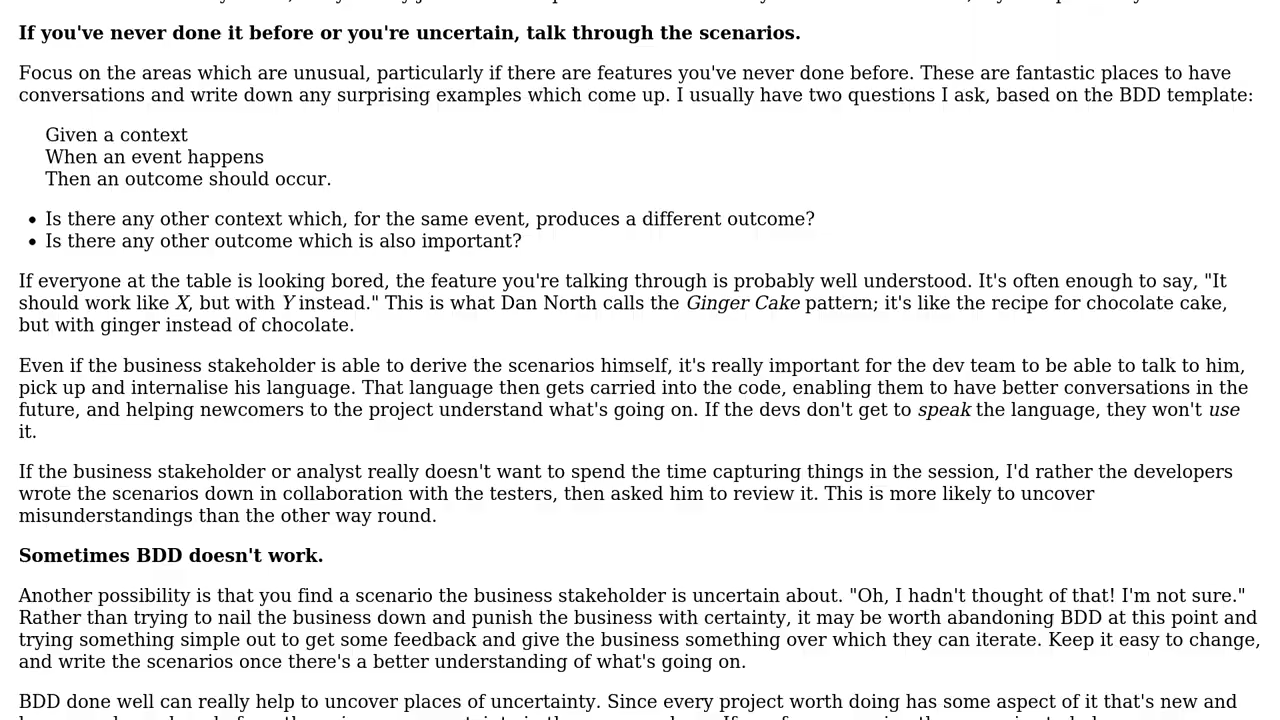 If you've never done it before or you're uncertain, talk through the scenarios.
Focus on the areas which are unusual, particularly if there are features you've never done before. These are fantastic places to have
conversations and write down any surprising examples which come up. I usually have two questions I ask, based on the BDD template:
Given a context
When an event happens
Then an outcome should occur.
• Is there any other context which, for the same event, produces a different outcome?
• Is there any other outcome which is also important?
If everyone at the table is looking bored, the feature you're talking through is probably well understood. It's often enough to say, "It
should work like X, but with Y instead." This is what Dan North calls the Ginger Cake pattern; it's like the recipe for chocolate cake,
but with ginger instead of chocolate.
Even if the business stakeholder is able to derive the scenarios himself, it's really important for the dev team to be able to talk to him,
pick up and internalise his language. That language then gets carried into the code, enabling them to have better conversations in the
future, and helping newcomers to the project understand what's going on. If the devs don't get to speak the language, they won't use
it.
If the business stakeholder or analyst really doesn't want to spend the time capturing things in the session, I'd rather the developers
wrote the scenarios down in collaboration with the testers, then asked him to review it. This is more likely to uncover
misunderstandings than the other way round.
Sometimes BDD doesn't work.
Another possibility is that you find a scenario the business stakeholder is uncertain about. "Oh, I hadn't thought of that! I'm not sure."
Rather than trying to nail the business down and punish the business with certainty, it may be worth abandoning BDD at this point and
trying something simple out to get some feedback and give the business something over which they can iterate. Keep it easy to change,
and write the scenarios once there's a better understanding of what's going on.
BDD done well can really help to uncover places of uncertainty. Since every project worth doing has some aspect of it that's new and